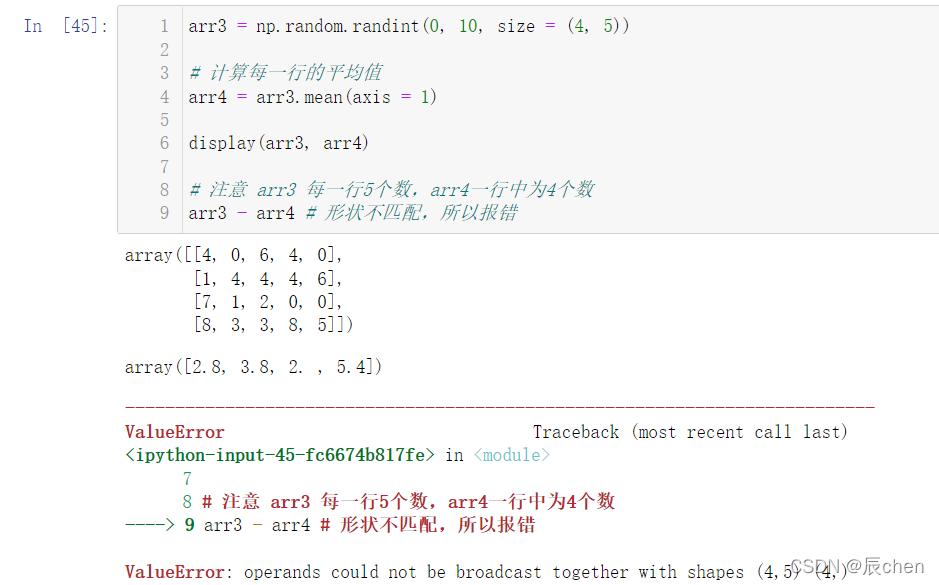 In [45]:
1 arr3 = np.random.randint(0, 10, size = (4, 5))
2
3 # 计算每一行的平均值
4 arr4 = arr3.mean(axis = 1)
5
6 display(arr3, arr4)
7
8 # 注意 arr3 每一行5个数，arr4一行中为4个数
9 arr3 - arr4 # 形状不匹配，所以报错
array([[4, 0, 6, 4, 0],
[1, 4, 4, 4, 6],
[7, 1, 2, 0, 0],
[8, 3, 3, 8, 5]])
array([2.8, 3.8, 2. , 5.4])
---------------------------------------------------------------------------
ValueError Traceback (most recent call last)
<ipython-input-45-fc6674b817fe> in <module>
7
8 # 注意 arr3 每一行5个数，arr4一行中为4个数
----> 9 arr3 - arr4 # 形状不匹配，所以报错
ValueError: operands could not be broadcast together with shapes (4,5) (4,)
CSDN @辰chen